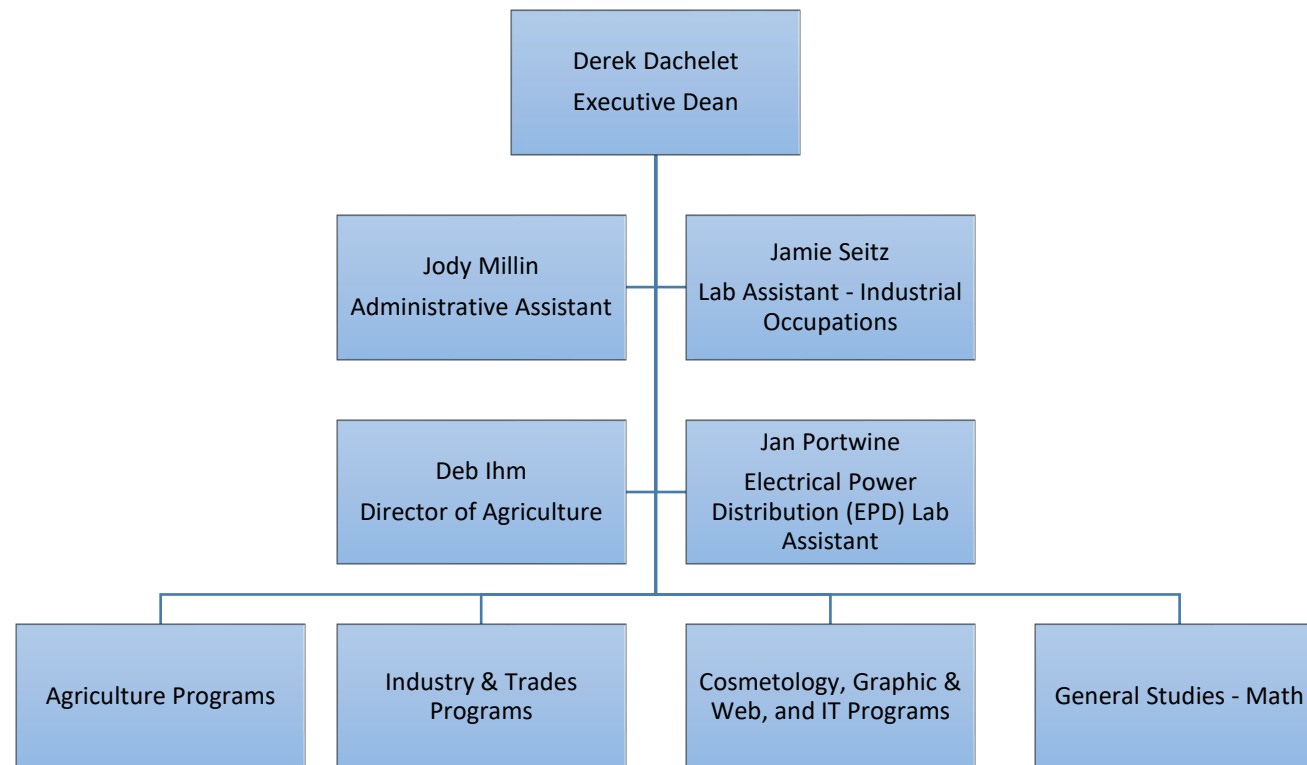 Derek Dachelet
Executive Dean
Jody Millin
Administrative Assistant
Jamie Seitz
Lab Assistant - Industrial
Occupations
Deb Ihm
Director of Agriculture
Jan Portwine
Electrical Power
Distribution (EPD) Lab
Assistant
Agriculture Programs
Industry & Trades
Programs
Cosmetology, Graphic &
Web, and IT Programs
General Studies - Math